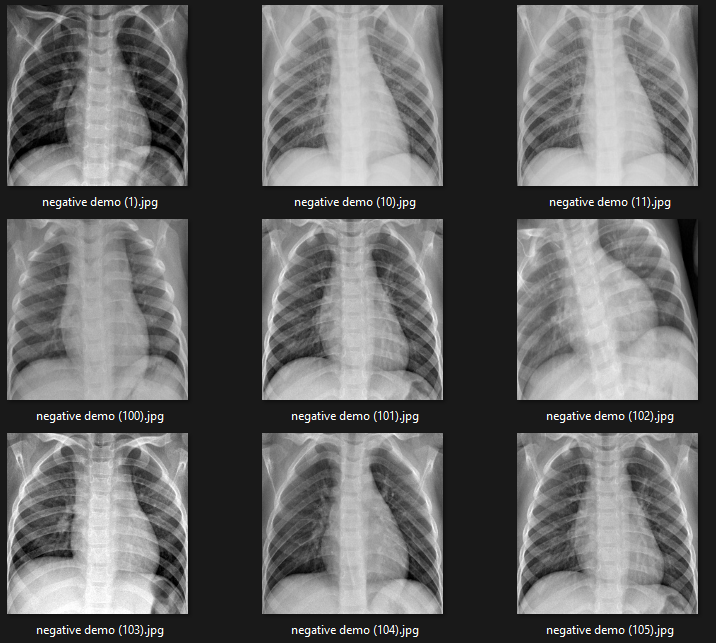 negative demo (1).jpg
negative demo (10).jpg
negative demo (11).jpg
negative demo (100).jpg
negative demo (101).jpg
negative demo (102).jpg
negative demo (103).jpg
negative demo (104).jpg
negative demo (105).jpg